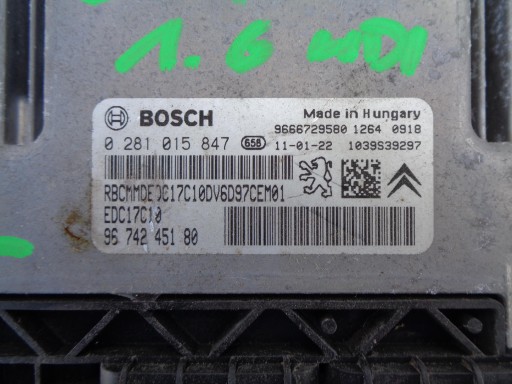 1.6 HDI
BOSCH
Made in Hungary
9666729580 1264 0918
0 281 015 847 658 11-01-22 1039S39297
RBCMMDEDC17C10DV6D97CEM01
EDC17C10
96 742 451 80